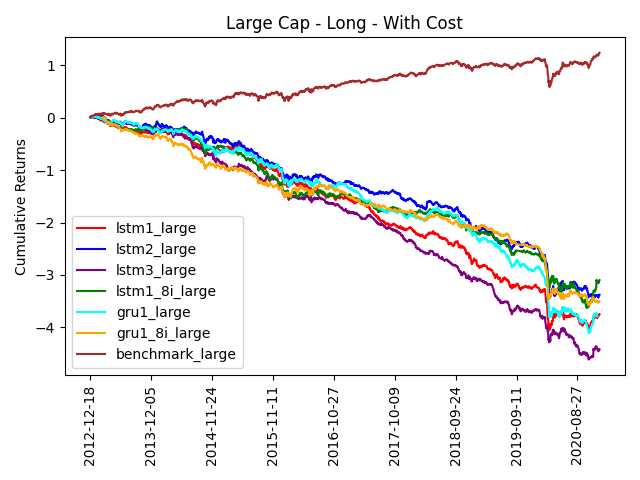 Large Cap - Long - With Cost
Cumulative Returns
1
0
−1
−2
−3
−4
lstm1_large
lstm2_large
lstm3_large
lstm1_8i_large
gru1_large
gru1_8i_large
benchmark_large
2012-12-18
2013-12-05
2014-11-24
2015-11-11
2016-10-27
2017-10-09
2018-09-24
2019-09-11
2020-08-27